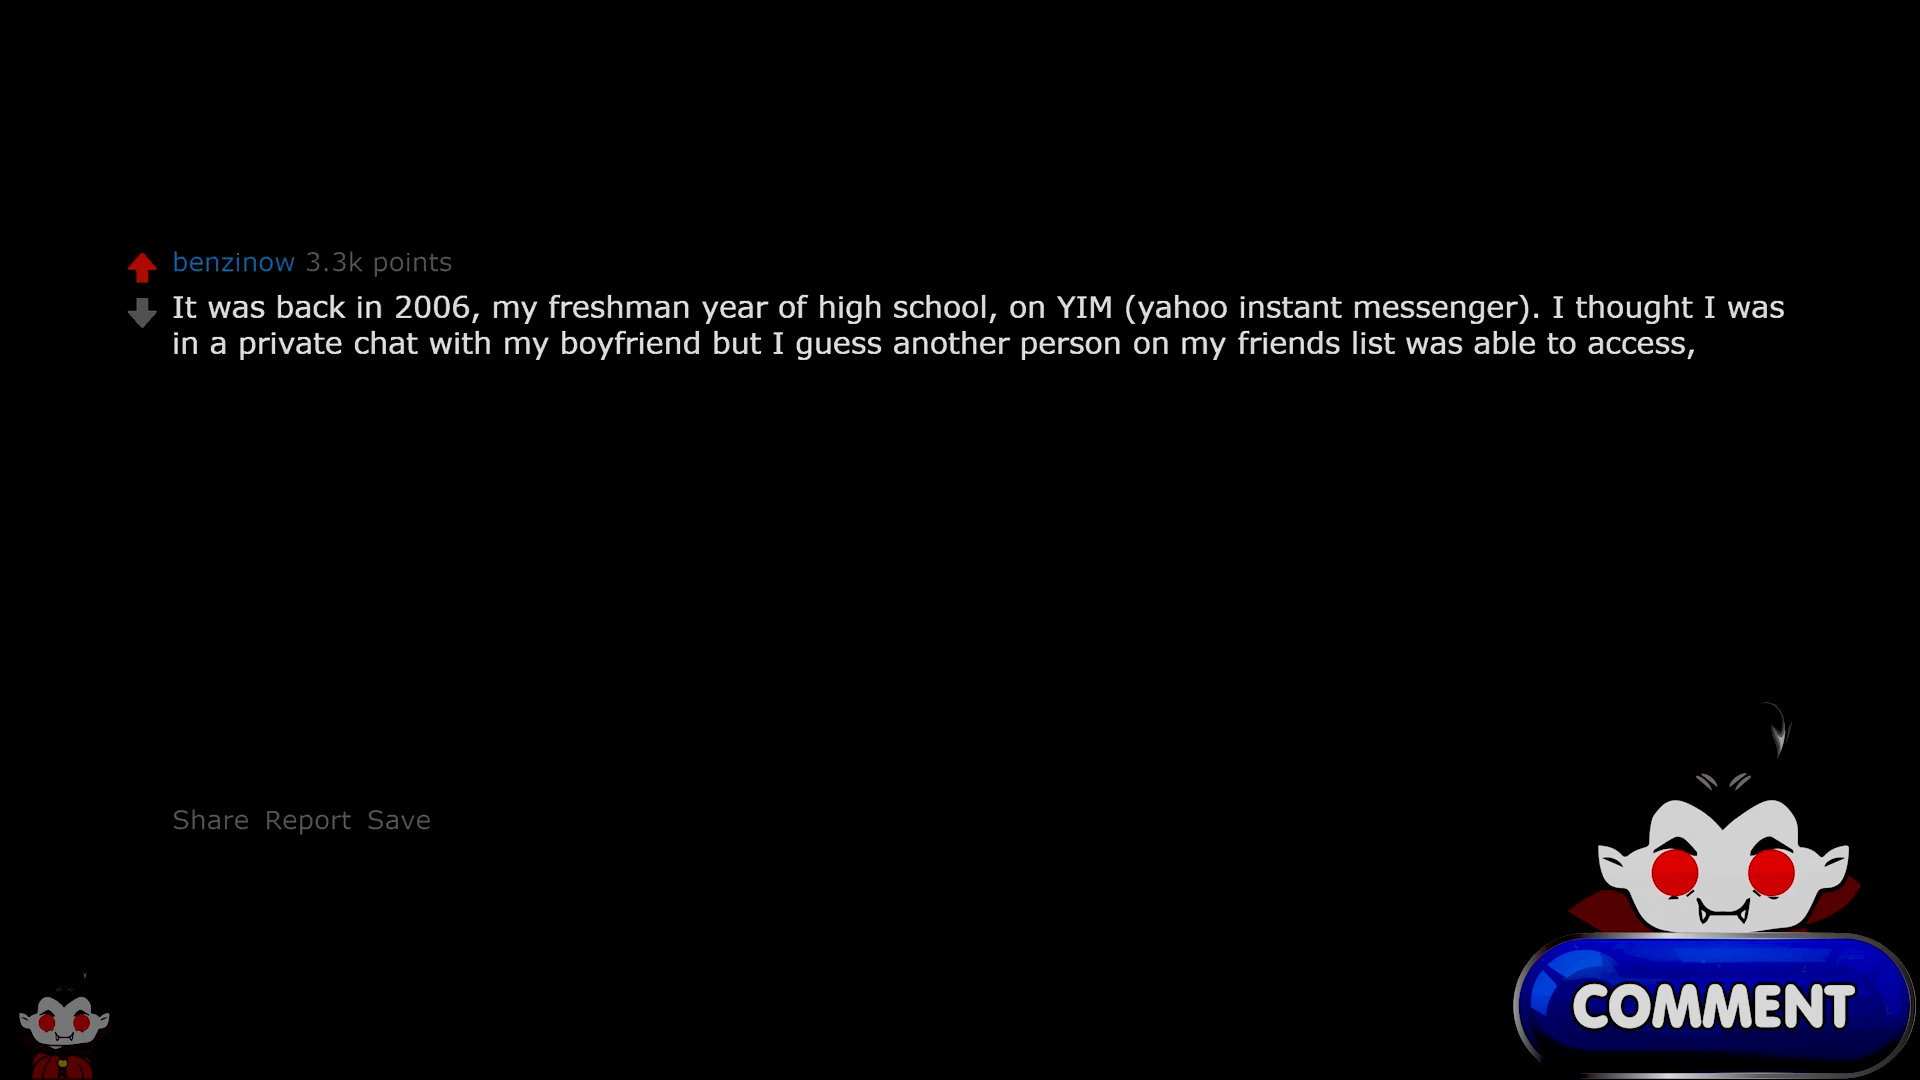 benzinow 3.3k points
It was back in 2006, my freshman year of high school, on YIM (yahoo instant messenger). I thought I was
in a private chat with my boyfriend but I guess another person on my friends list was able to access,
Share Report Save
COMMENT